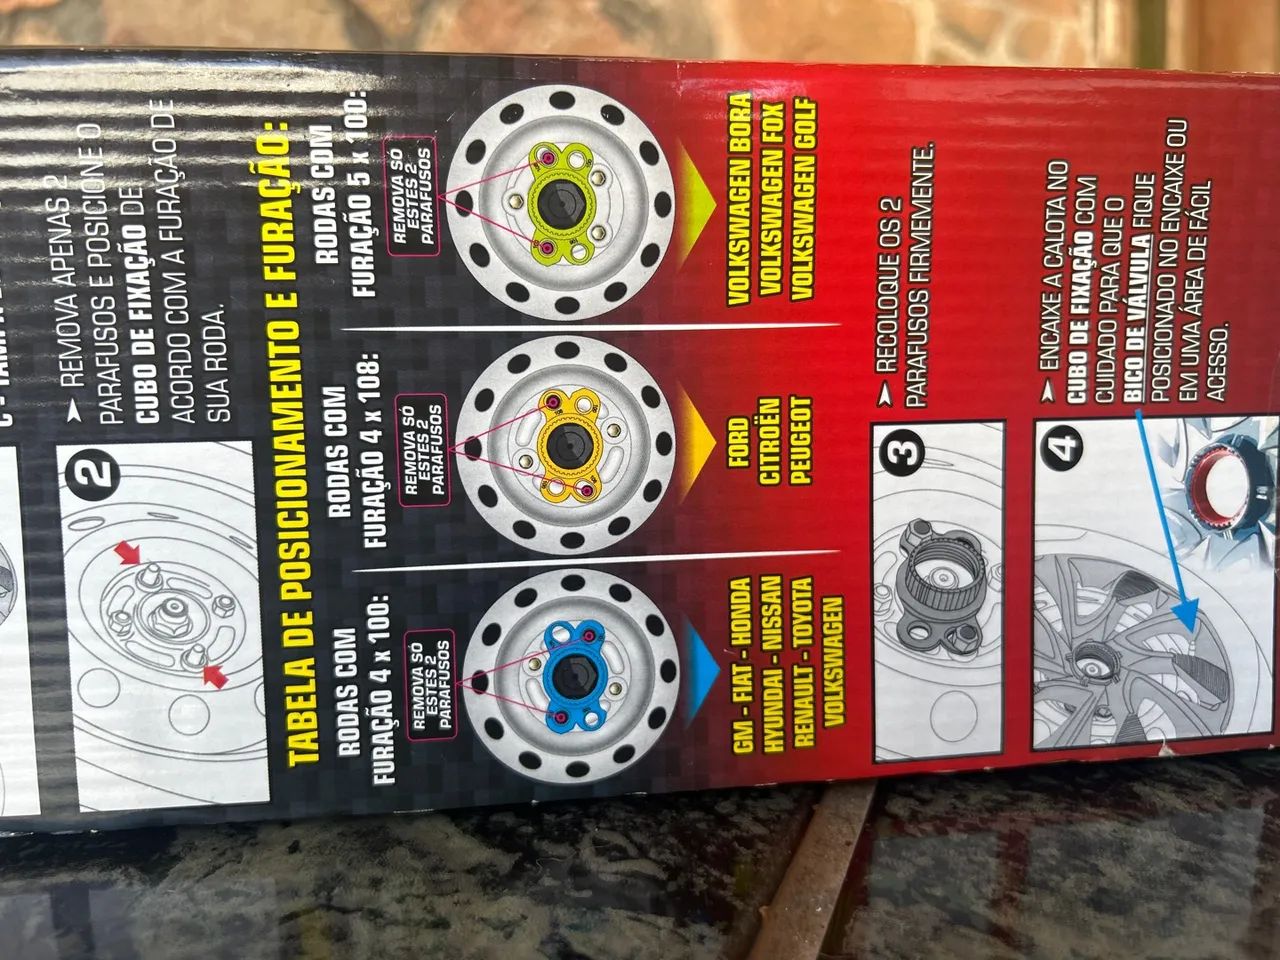 2
➤ REMOVA APENAS 2
PARAFUSOS E POSICIONE O
CUBO DE FIXAÇÃO DE
ACORDO COM A FURAÇÃO DE
SUA RODA.
TABELA DE POSICIONAMENTO E FURAÇÃO:
RODAS COM
FURAÇÃO 4 x 100:
REMOVA SÓ
ESTES 2
PARAFUSOS
GM - FIAT - HONDA
HYUNDAI - NISSAN
RENAULT - TOYOTA
VOLKSWAGEN
RODAS COM
FURAÇÃO 4 x 108:
REMOVA SÓ
ESTES 2
PARAFUSOS
FORD
CITROËN
PEUGEOT
RODAS COM
FURAÇÃO 5 x 100:
REMOVA SÓ
ESTES 2
PARAFUSOS
VOLKSWAGEN BORA
VOLKSWAGEN FOX
VOLKSWAGEN GOLF
3
➤ RECOLOQUE OS 2
PARAFUSOS FIRMEMENTE.
4
➤ ENCAIXE A CALOTA NO
CUBO DE FIXAÇÃO COM
CUIDADO PARA QUE O
BICO DE VÁLVULA FIQUE
POSICIONADO NO ENCAIXE OU
EM UMA ÁREA DE FÁCIL
ACESSO.